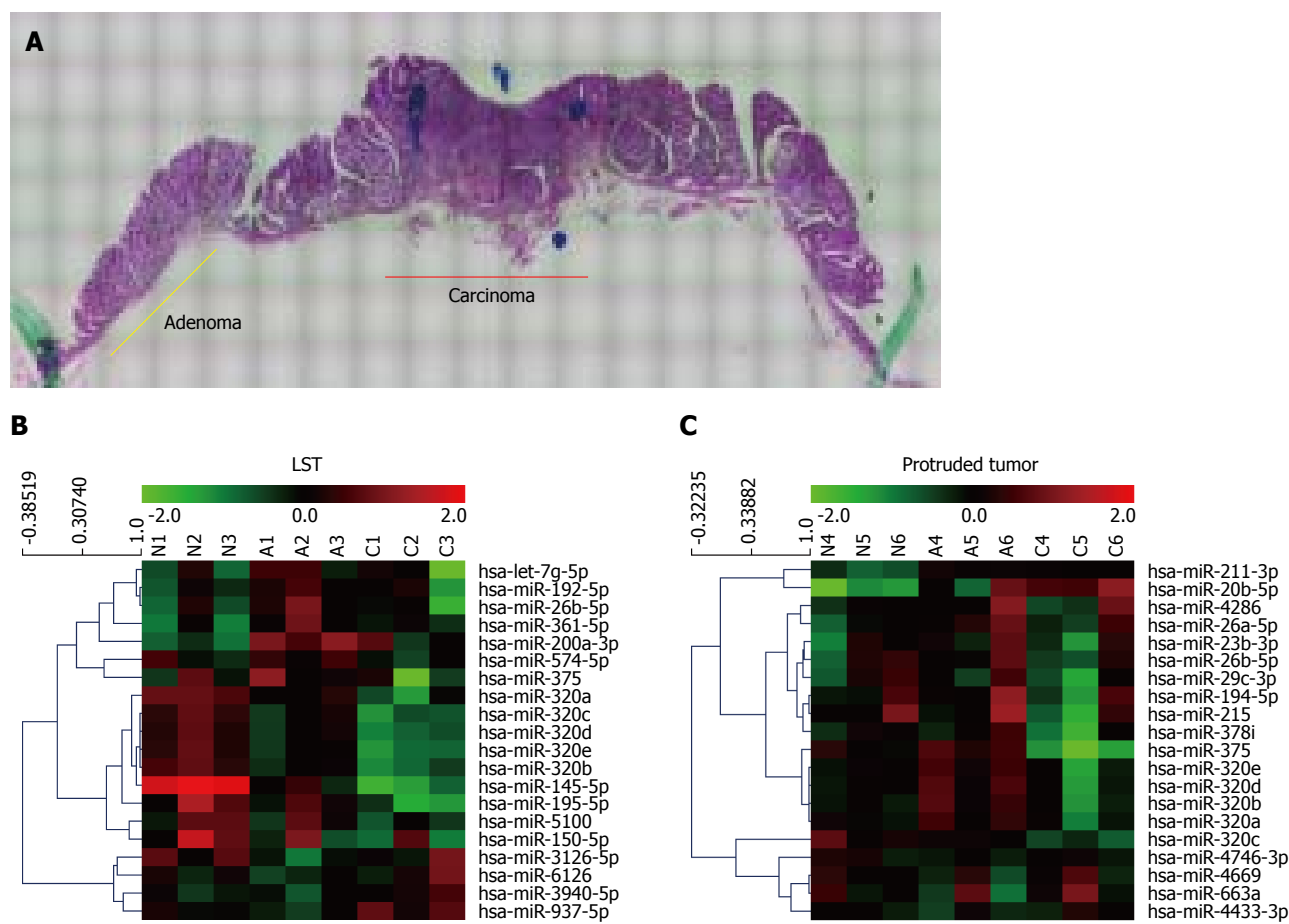 A
Adenoma
Carcinoma
B
LST
-0.38519
0.30740
1.0
-2.0 0.0 2.0
N1 N2 N3 A1 A2 A3 C1 C2 C3
hsa-let-7g-5p
hsa-miR-192-5p
hsa-miR-26b-5p
hsa-miR-361-5p
hsa-miR-200a-3p
hsa-miR-574-5p
hsa-miR-375
hsa-miR-320a
hsa-miR-320c
hsa-miR-320d
hsa-miR-320e
hsa-miR-320b
hsa-miR-145-5p
hsa-miR-195-5p
hsa-miR-5100
hsa-miR-150-5p
hsa-miR-3126-5p
hsa-miR-6126
hsa-miR-3940-5p
hsa-miR-937-5p
C
Protruded tumor
-0.32235
0.33882
1.0
-2.0 0.0 2.0
N4 N5 N6 A4 A5 A6 C4 C5 C6
hsa-miR-211-3p
hsa-miR-20b-5p
hsa-miR-4286
hsa-miR-26a-5p
hsa-miR-23b-3p
hsa-miR-26b-5p
hsa-miR-29c-3p
hsa-miR-194-5p
hsa-miR-215
hsa-miR-378i
hsa-miR-375
hsa-miR-320e
hsa-miR-320d
hsa-miR-320b
hsa-miR-320a
hsa-miR-320c
hsa-miR-4746-3p
hsa-miR-4669
hsa-miR-663a
hsa-miR-4433-3p